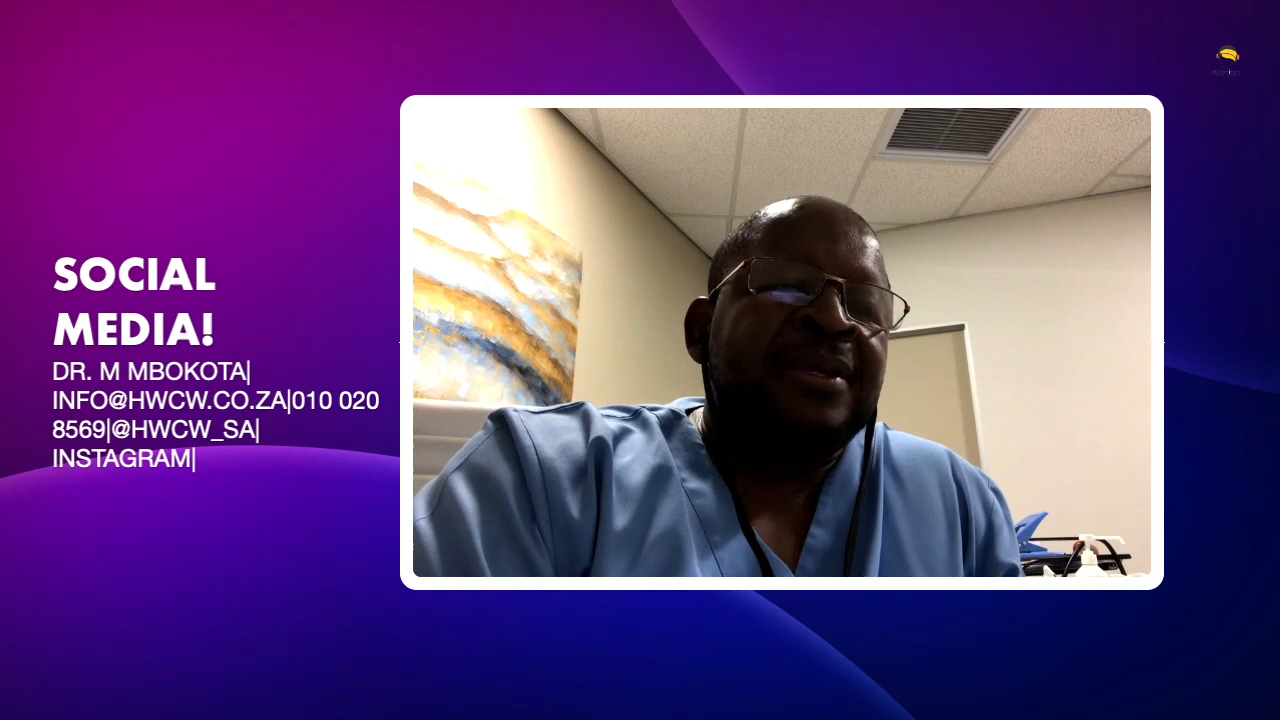 SOCIAL
MEDIA!
DR. M MBOKOTA|
INFO@HWCW.CO.ZA|010 020
8569|@HWCW_SA|
INSTAGRAM|